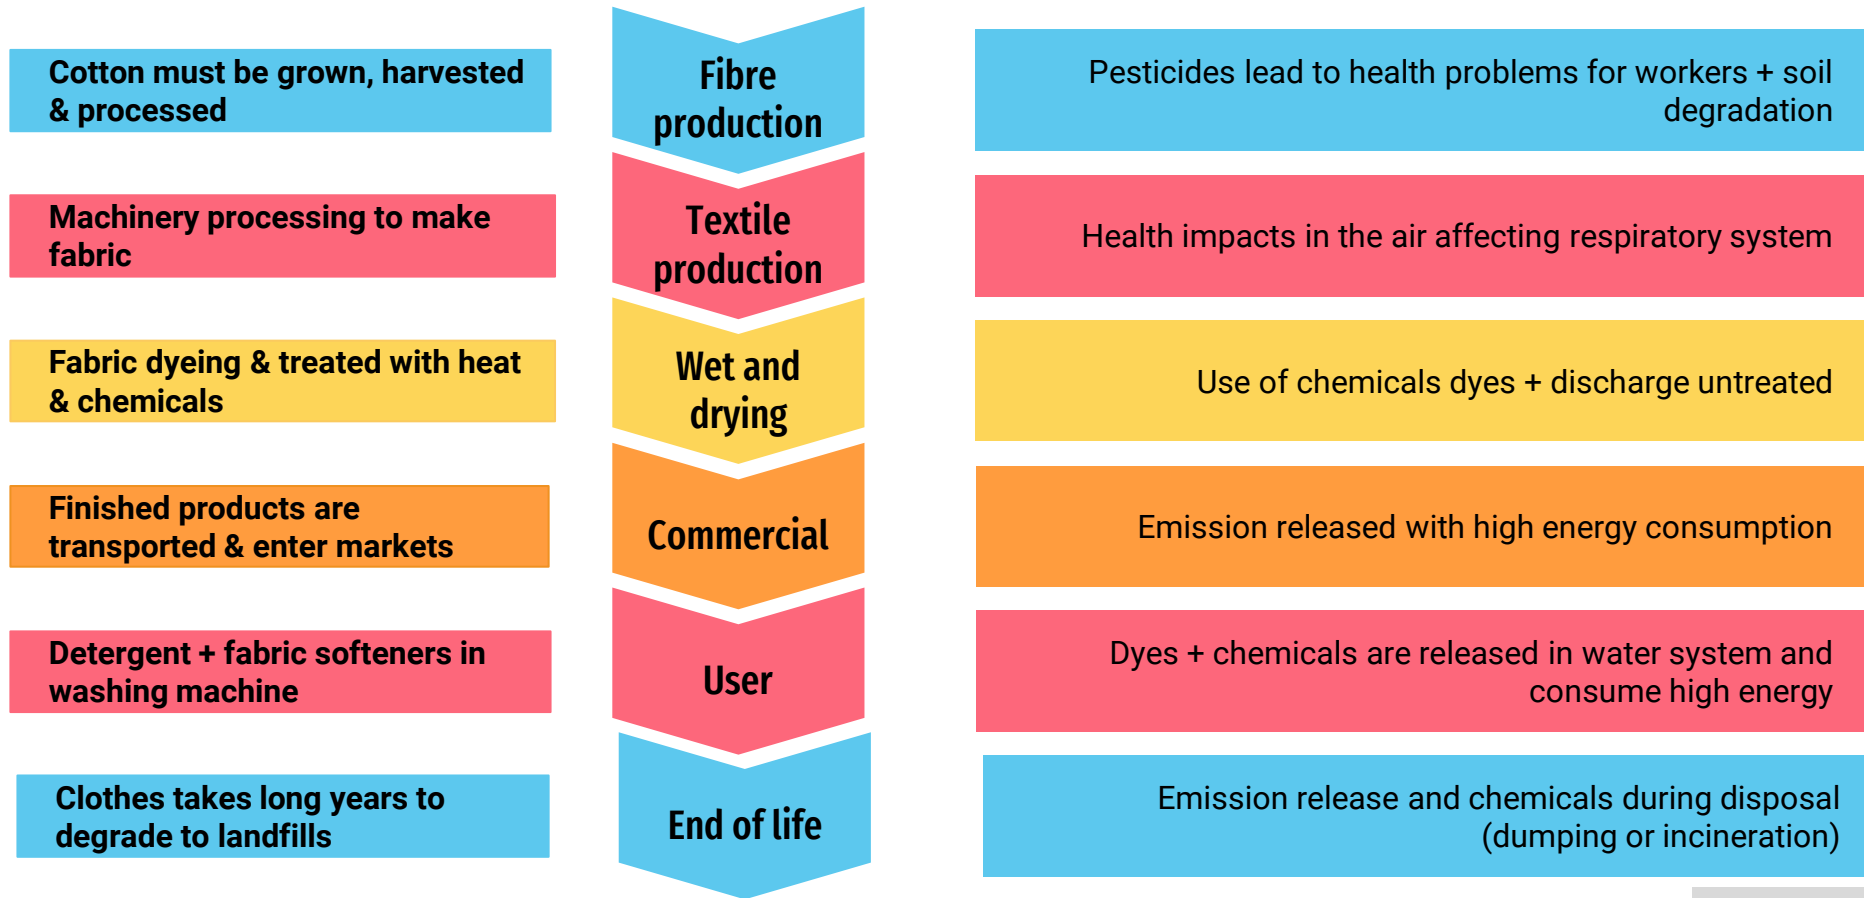 Cotton must be grown, harvested
& processed
Fibre
production
Pesticides lead to health problems for workers + soil
degradation
Machinery processing to make
fabric
Textile
production
Health impacts in the air affecting respiratory system
Fabric dyeing & treated with heat
& chemicals
Wet and
drying
Use of chemicals dyes + discharge untreated
Finished products are
transported & enter markets
Commercial
Emission released with high energy consumption
Detergent + fabric softeners in
washing machine
User
Dyes + chemicals are released in water system and
consume high energy
Clothes takes long years to
degrade to landfills
End of life
Emission release and chemicals during disposal
(dumping or incineration)